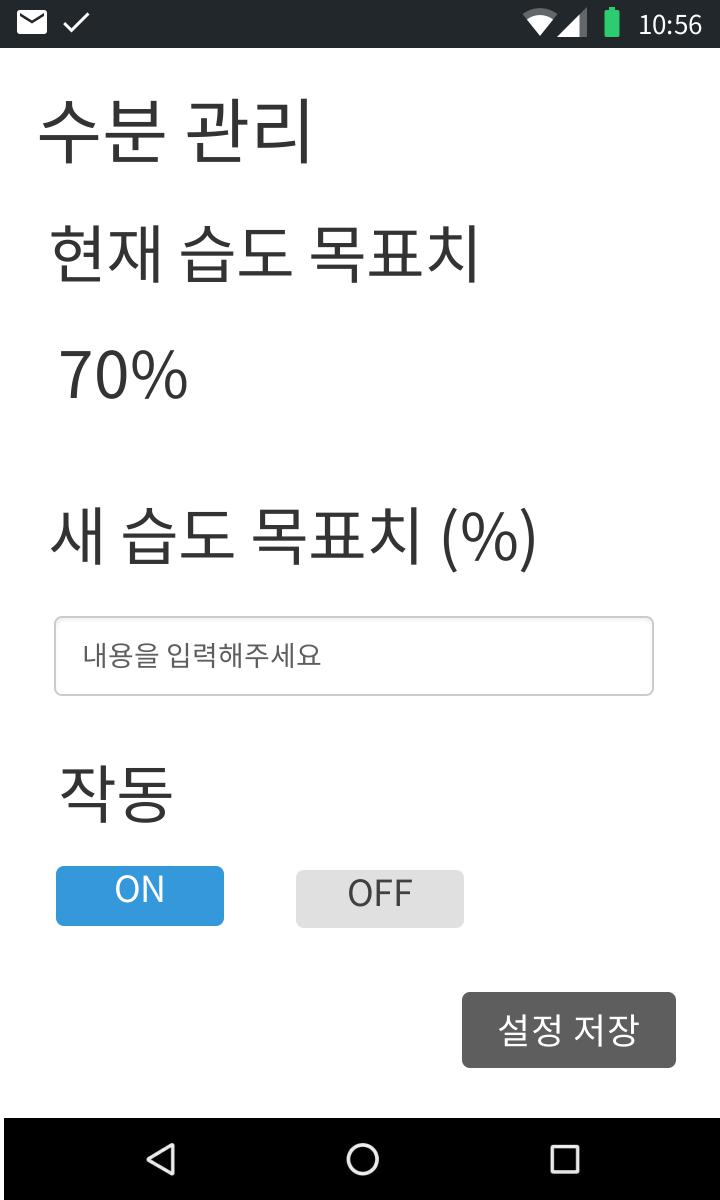 10:56
수분 관리
현재 습도 목표치
70%
새 습도 목표치 (%)
내용을 입력해주세요
작동
ON OFF
설정 저장